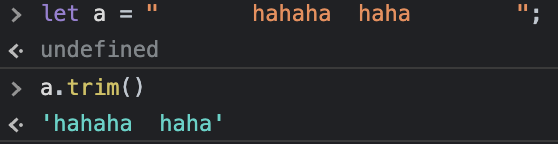 > let a = "       hahaha  haha        ";
<· undefined
> a.trim()
<· 'hahaha  haha'